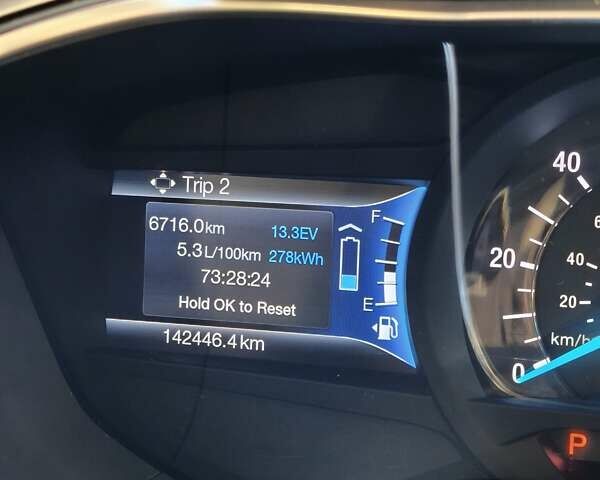 Trip 2
6716.0km 13.3EV
5.3L/100km 278kWh
73:28:24
Hold OK to Reset
142446.4km
F
E
40
20
0
40
20
km/h
P